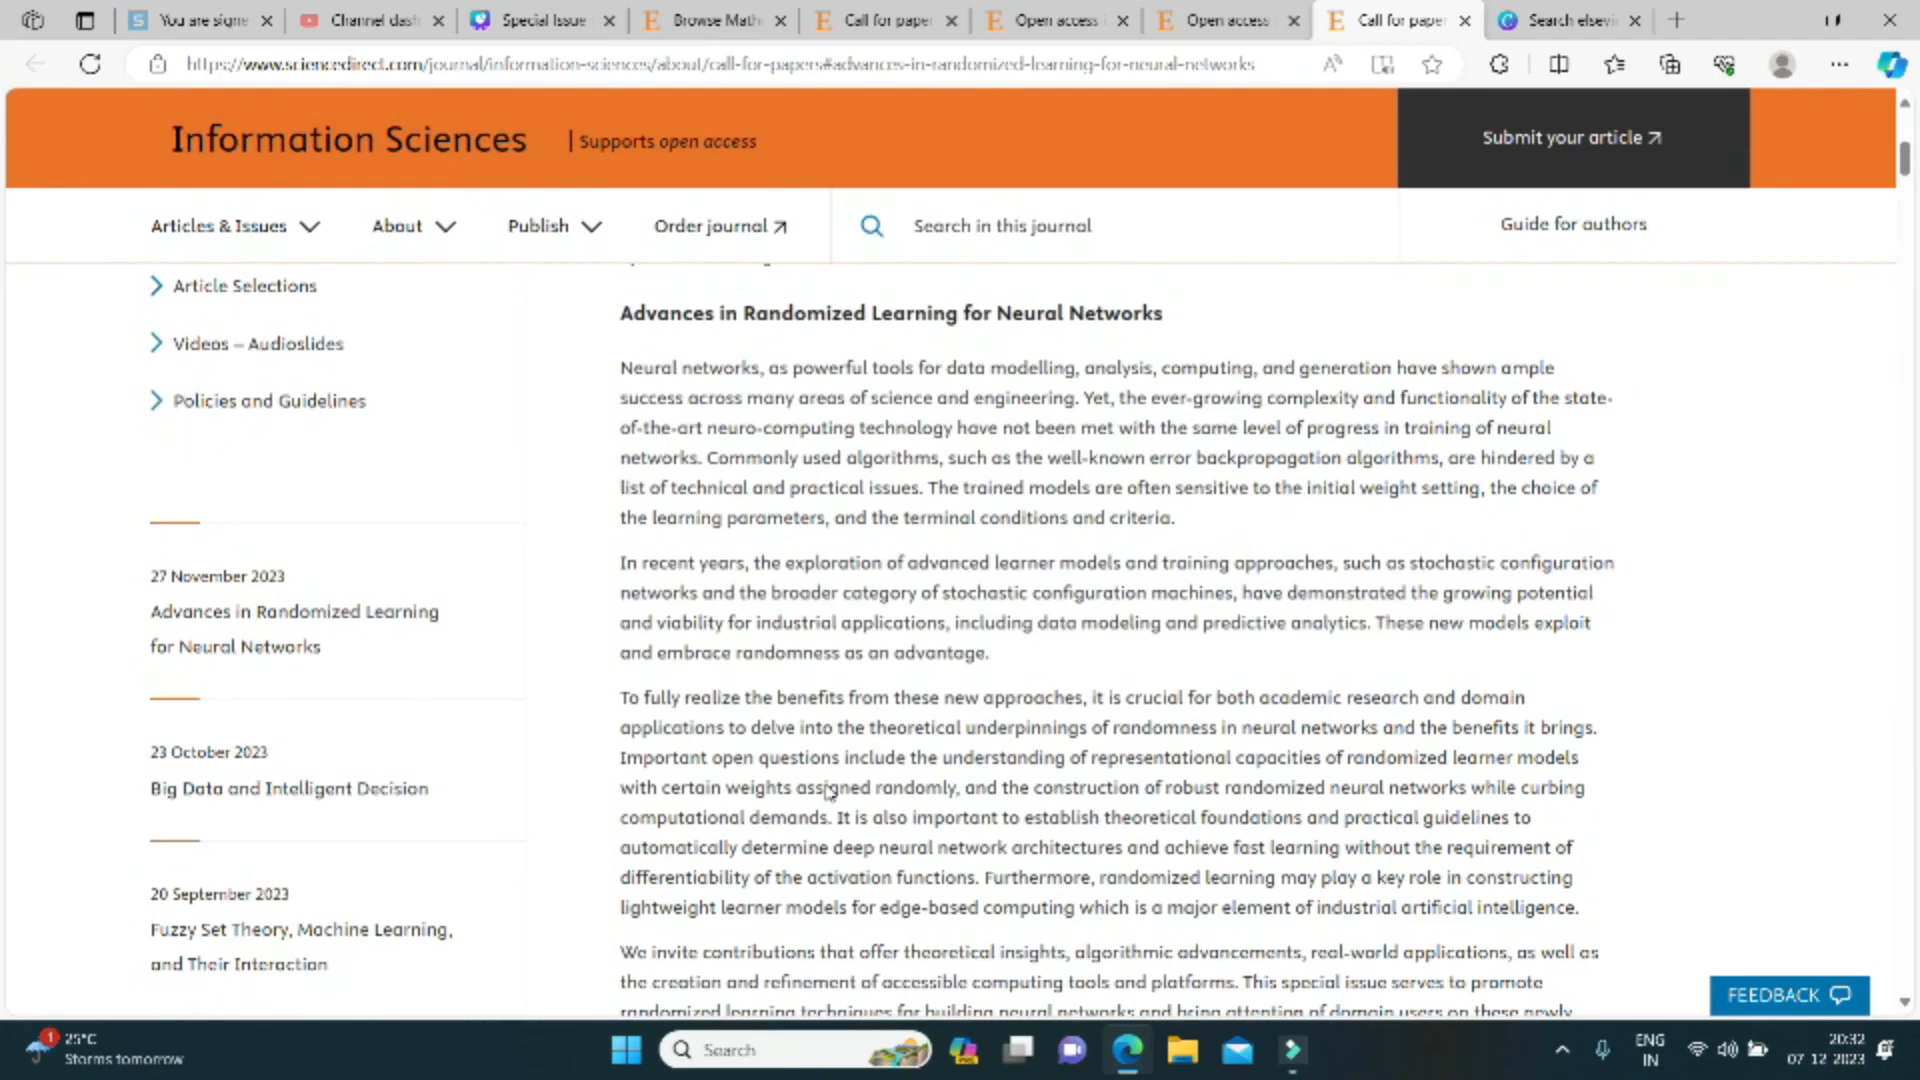 You are signe
Channel dash
Special Issue
Browse Math
Call for paper
Open access
Open access
Call for paper
Search elsevi
https://www.sciencedirect.com/journal/information-sciences/about/call-for-papers#advances-in-randomized-learning-for-neural-networks
Information Sciences
Supports open access
Submit your article
Articles & Issues
About
Publish
Order journal
Search in this journal
Guide for authors
Article Selections
Videos – Audioslides
Policies and Guidelines
27 November 2023
Advances in Randomized Learning
for Neural Networks
23 October 2023
Big Data and Intelligent Decision
20 September 2023
Fuzzy Set Theory, Machine Learning,
and Their Interaction
Advances in Randomized Learning for Neural Networks
Neural networks, as powerful tools for data modelling, analysis, computing, and generation have shown ample
success across many areas of science and engineering. Yet, the ever-growing complexity and functionality of the state-
of-the-art neuro-computing technology have not been met with the same level of progress in training of neural
networks. Commonly used algorithms, such as the well-known error backpropagation algorithms, are hindered by a
list of technical and practical issues. The trained models are often sensitive to the initial weight setting, the choice of
the learning parameters, and the terminal conditions and criteria.
In recent years, the exploration of advanced learner models and training approaches, such as stochastic configuration
networks and the broader category of stochastic configuration machines, have demonstrated the growing potential
and viability for industrial applications, including data modeling and predictive analytics. These new models exploit
and embrace randomness as an advantage.
To fully realize the benefits from these new approaches, it is crucial for both academic research and domain
applications to delve into the theoretical underpinnings of randomness in neural networks and the benefits it brings.
Important open questions include the understanding of representational capacities of randomized learner models
with certain weights assigned randomly, and the construction of robust randomized neural networks while curbing
computational demands. It is also important to establish theoretical foundations and practical guidelines to
automatically determine deep neural network architectures and achieve fast learning without the requirement of
differentiability of the activation functions. Furthermore, randomized learning may play a key role in constructing
lightweight learner models for edge-based computing which is a major element of industrial artificial intelligence.
We invite contributions that offer theoretical insights, algorithmic advancements, real-world applications, as well as
the creation and refinement of accessible computing tools and platforms. This special issue serves to promote
randomized learning techniques for building neural networks and bring attention of domain users on these newly
FEEDBACK
1
25°C
Storms tomorrow
Search
ENG
IN
20:32
07-12-2023